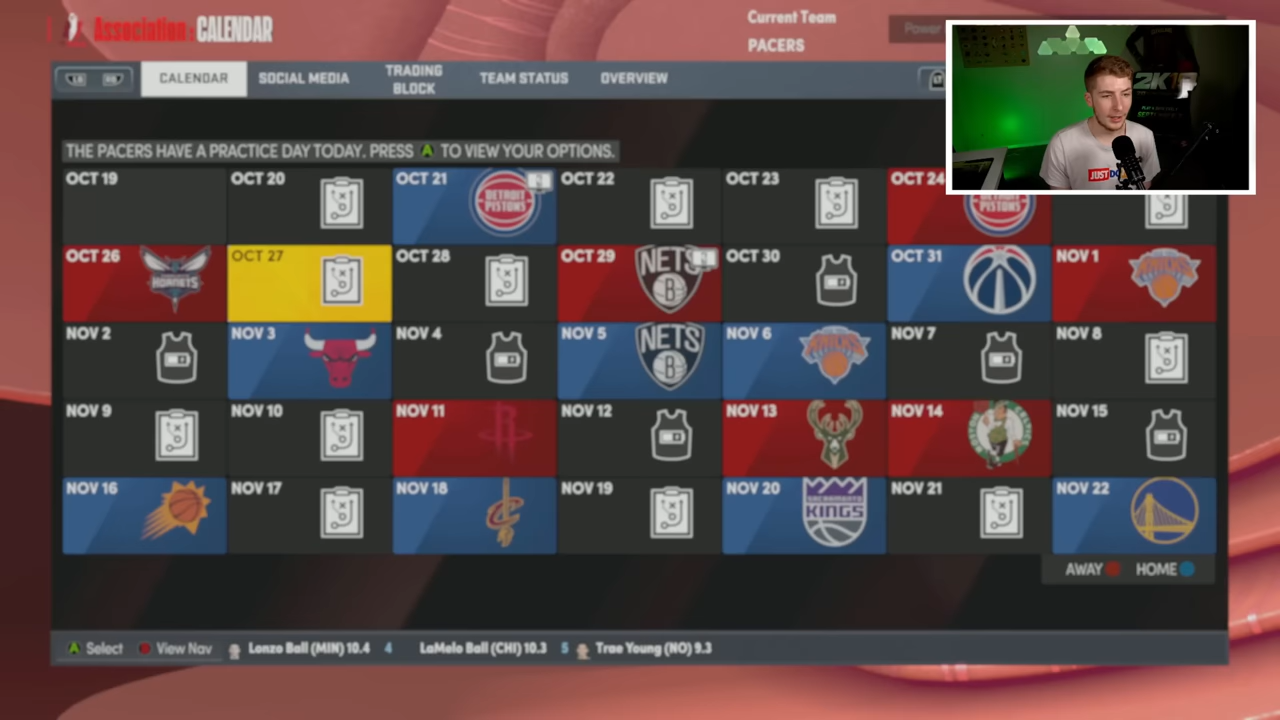 Association: CALENDAR
Current Team
PACERS
Power
CALENDAR
SOCIAL MEDIA
TRADING BLOCK
TEAM STATUS
OVERVIEW
2K
JUST DO
THE PACERS HAVE A PRACTICE DAY TODAY. PRESS A TO VIEW YOUR OPTIONS.
OCT 19 OCT 20 OCT 21 DETROIT PISTONS OCT 22 OCT 23 OCT 24 DETROIT PISTONS
OCT 26 HORNETS OCT 27 OCT 28 OCT 29 NETS B OCT 30 OCT 31 NOV 1 KNICKS
NOV 2 NOV 3 NOV 4 NOV 5 NETS B NOV 6 KNICKS NOV 7 NOV 8
NOV 9 NOV 10 NOV 11 R NOV 12 NOV 13 NOV 14 NOV 15
NOV 16 NOV 17 NOV 18 C NOV 19 NOV 20 SACRAMENTO KINGS NOV 21 NOV 22
AWAY HOME
A Select View Nav Lonzo Ball (MIN) 10.4 4 LaMelo Ball (CHI) 10.3 5 Trae Young (NO) 9.3